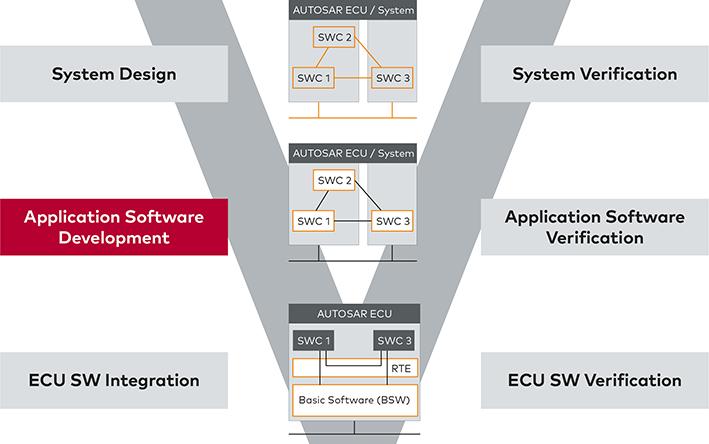 AUTOSAR ECU / System
SWC 2
SWC 1
SWC 3
System Design
System Verification
AUTOSAR ECU / System
SWC 2
SWC 1
SWC 3
Application Software
Development
Application Software
Verification
AUTOSAR ECU
SWC 1
SWC 3
RTE
Basic Software (BSW)
ECU SW Integration
ECU SW Verification